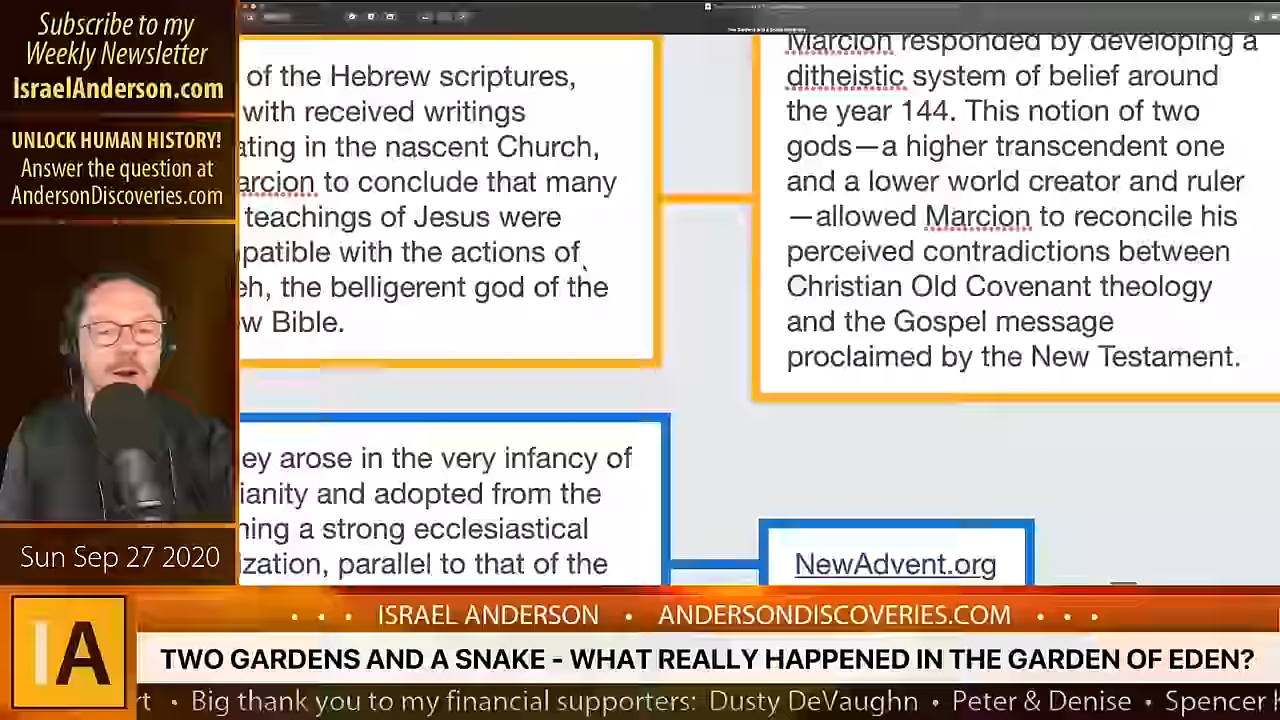 Subscribe to my
Weekly Newsletter
IsraelAnderson.com
UNLOCK HUMAN HISTORY!
Answer the question at
AndersonDiscoveries.com
of the Hebrew scriptures,
with received writings
ating in the nascent Church,
arcion to conclude that many
teachings of Jesus were
patible with the actions of
eh, the belligerent god of the
w Bible.
Marcion responded by developing a
ditheistic system of belief around
the year 144. This notion of two
gods—a higher transcendent one
and a lower world creator and ruler
—allowed Marcion to reconcile his
perceived contradictions between
Christian Old Covenant theology
and the Gospel message
proclaimed by the New Testament.
ey arose in the very infancy of
ianity and adopted from the
ning a strong ecclesiastical
ization, parallel to that of the
NewAdvent.org
Sun Sep 27 2020
• • • ISRAEL ANDERSON • ANDERSONDISCOVERIES.COM • • •
IA
TWO GARDENS AND A SNAKE - WHAT REALLY HAPPENED IN THE GARDEN OF EDEN?
rt • Big thank you to my financial supporters: Dusty DeVaughn • Peter & Denise • Spencer